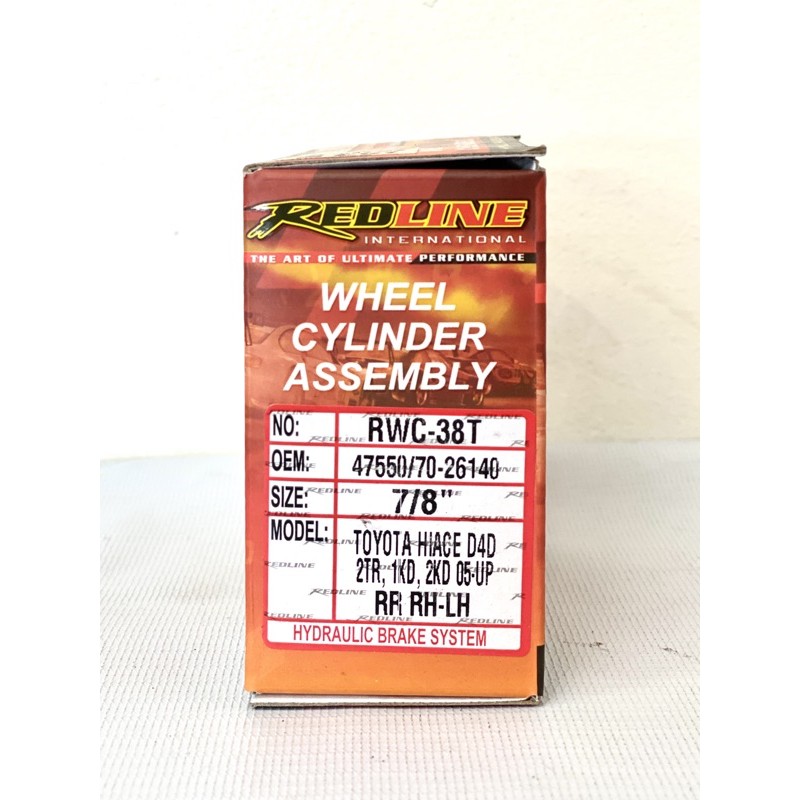 REDLINE
INTERNATIONAL
THE ART OF ULTIMATE PERFORMANCE
WHEEL
CYLINDER
ASSEMBLY
NO: RWC-38T
OEM: 47550/70-26140
SIZE: 7/8"
MODEL: TOYOTA HIACE D4D
2TR, 1KD, 2KD 05-UP
RR RH-LH
HYDRAULIC BRAKE SYSTEM